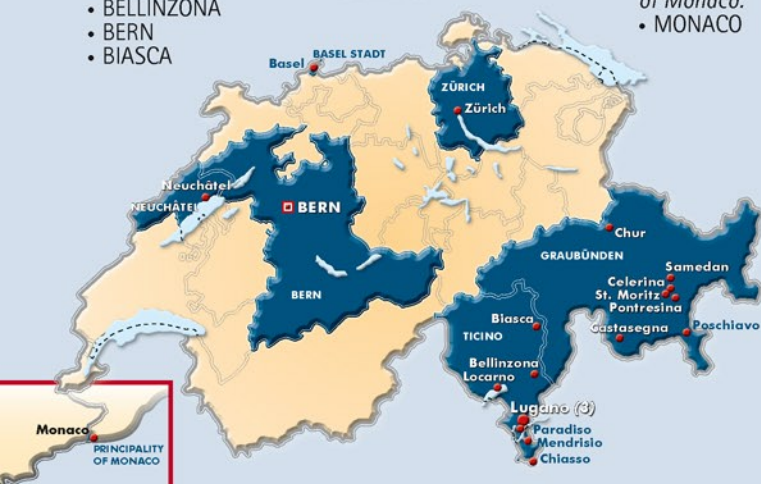 • BELLINZONA
• BERN
• BIASCA
of Monaco.
• MONACO
BASEL STADT
Basel
ZÜRICH
Zürich
Neuchâtel
NEUCHÂTEL
BERN
BERN
Chur
GRAUBÜNDEN
Samedan
Celerina
St. Moritz
Pontresina
Biasca
TICINO
Castasegna
Poschiavo
Bellinzona
Locarno
Lugano (3)
Paradiso
Mendrisio
Chiasso
Monaco
PRINCIPALITY
OF MONACO